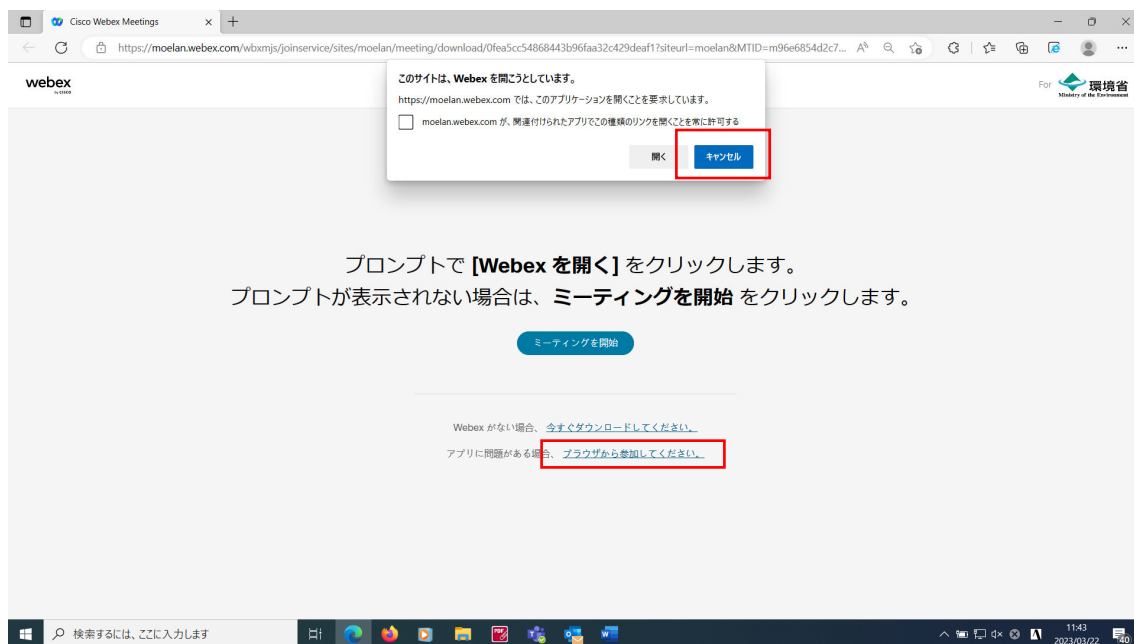 Cisco Webex Meetings
https://moelan.webex.com/wbxmjs/joinservice/sites/moelan/meeting/download/0fea5cc54868443b96faa32c429deaf1?siteurl=moelan&MTID=m96e6854d2c7...
webex
by CISCO
For 環境省
Ministry of the Environment
このサイトは、Webex を開こうとしています。
https://moelan.webex.com では、このアプリケーションを開くことを要求しています。
moelan.webex.com が、関連付けられたアプリでこの種類のリンクを開くことを常に許可する
開く キャンセル
プロンプトで [Webex を開く] をクリックします。
プロンプトが表示されない場合は、ミーティングを開始 をクリックします。
ミーティングを開始
Webex がない場合、 今すぐダウンロードしてください。
アプリに問題がある場合、 ブラウザから参加してください。
検索するには、ここに入力します
11:43
2023/03/22
40